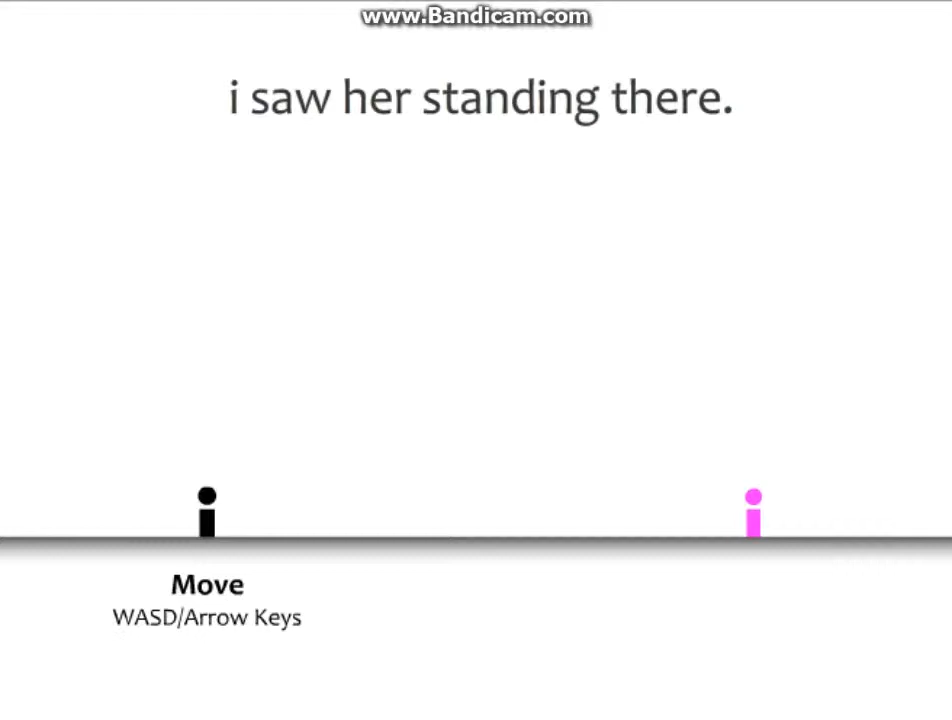 www.Bandicam.com
i saw her standing there.
i i
Move
WASD/Arrow Keys